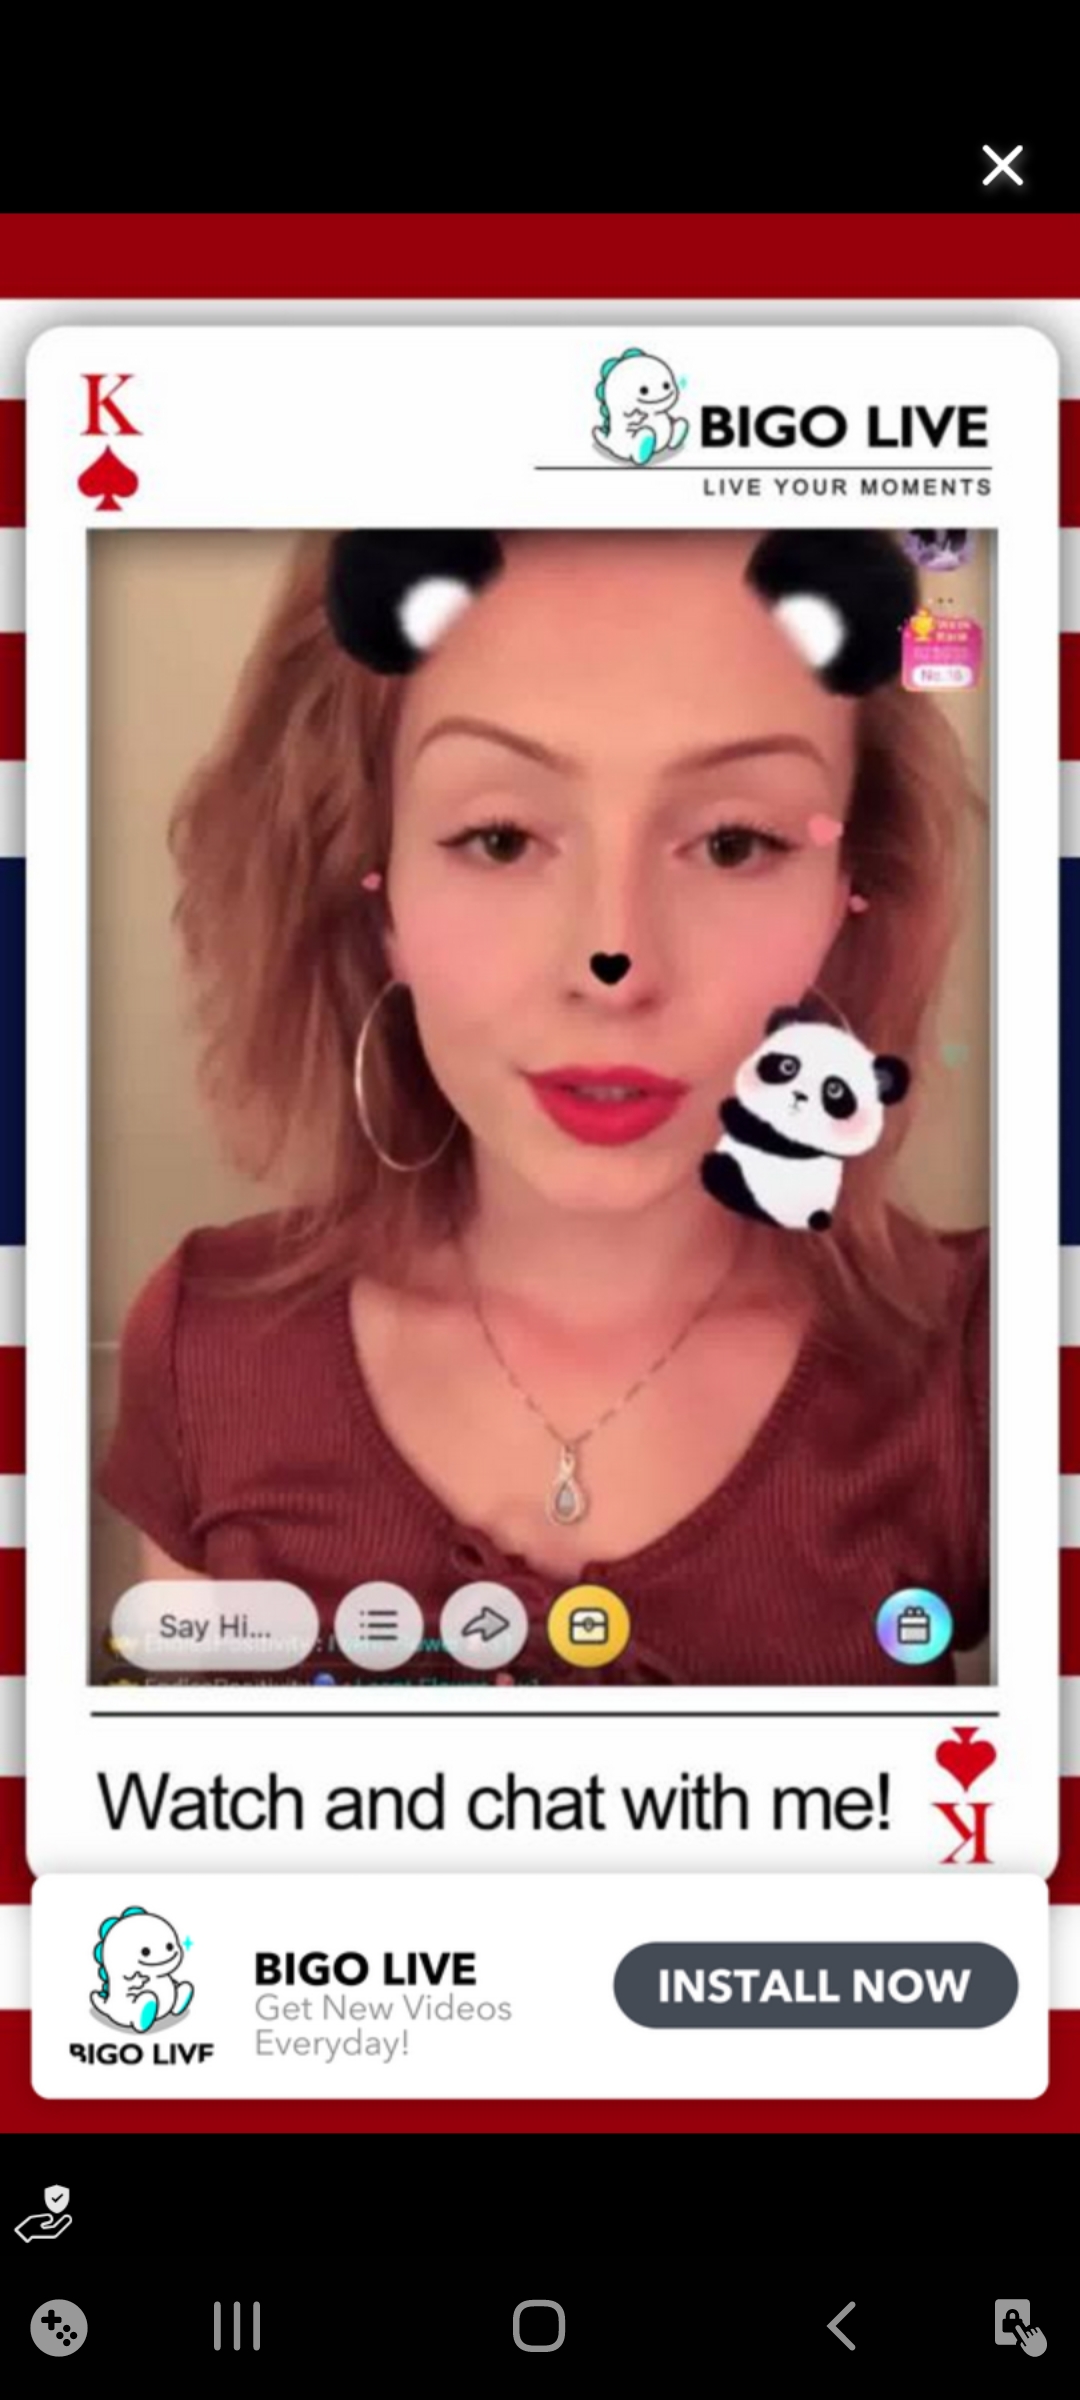 K
BIGO LIVE
LIVE YOUR MOMENTS
Say Hi...
Watch and chat with me!
K
BIGO LIVE
Get New Videos
Everyday!
INSTALL NOW
BIGO LIVE